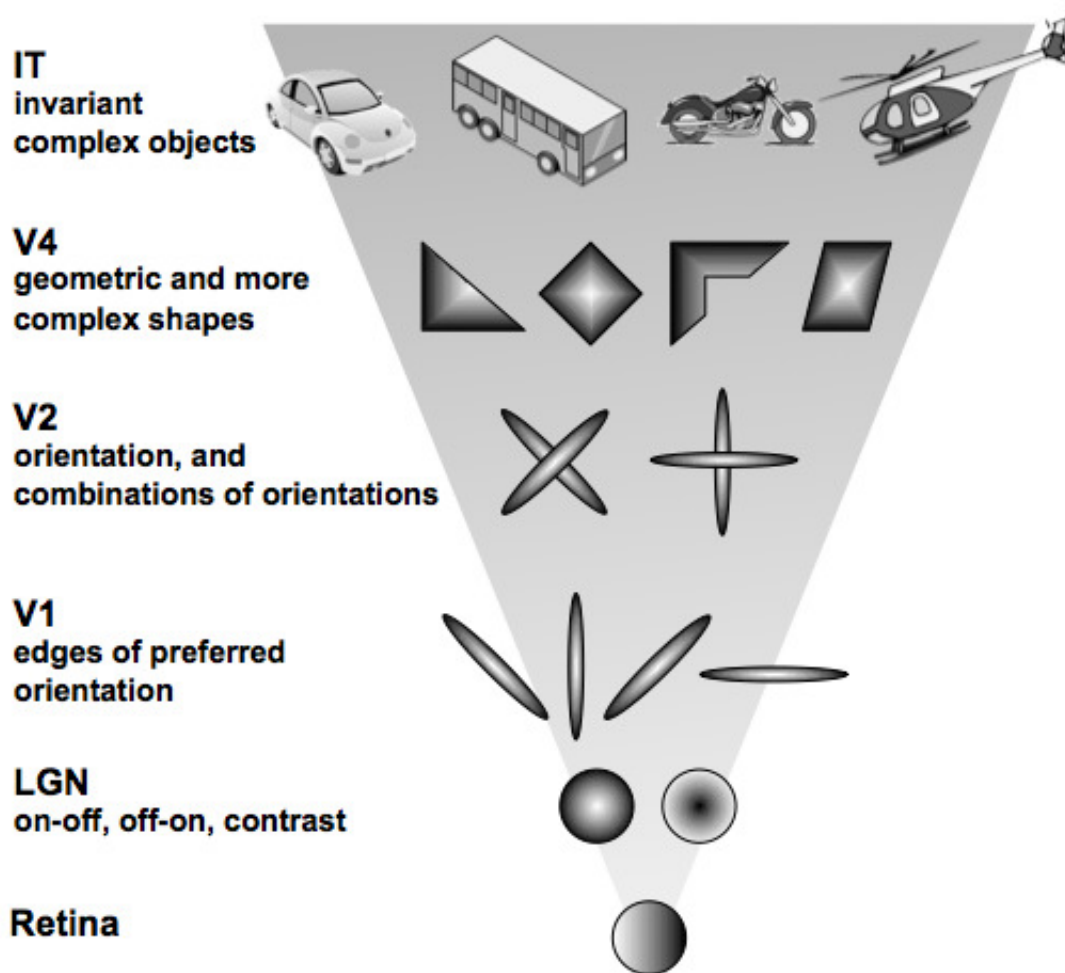 IT
invariant
complex objects
V4
geometric and more
complex shapes
V2
orientation, and
combinations of orientations
V1
edges of preferred
orientation
LGN
on-off, off-on, contrast
Retina